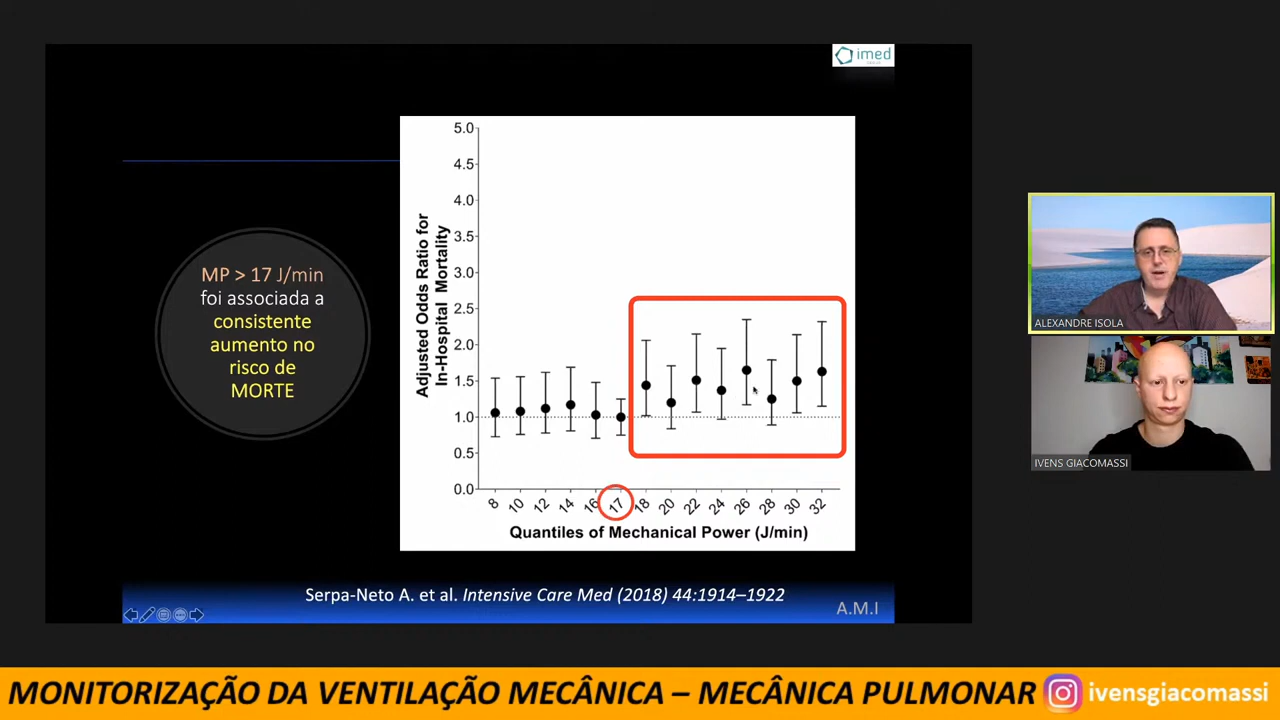 imed
MP > 17 J/min
foi associada a
consistente
aumento no
risco de
MORTE
Adjusted Odds Ratio for
In-Hospital Mortality
5.0
4.5
4.0
3.5
3.0
2.5
2.0
1.5
1.0
0.5
0.0
8 10 12 14 16 17 18 20 22 24 26 28 30 32
Quantiles of Mechanical Power (J/min)
Serpa-Neto A. et al. Intensive Care Med (2018) 44:1914–1922
A.M.I
ALEXANDRE ISOLA
IVENS GIACOMASSI
MONITORIZAÇÃO DA VENTILAÇÃO MECÂNICA – MECÂNICA PULMONAR ivensgiacomassi